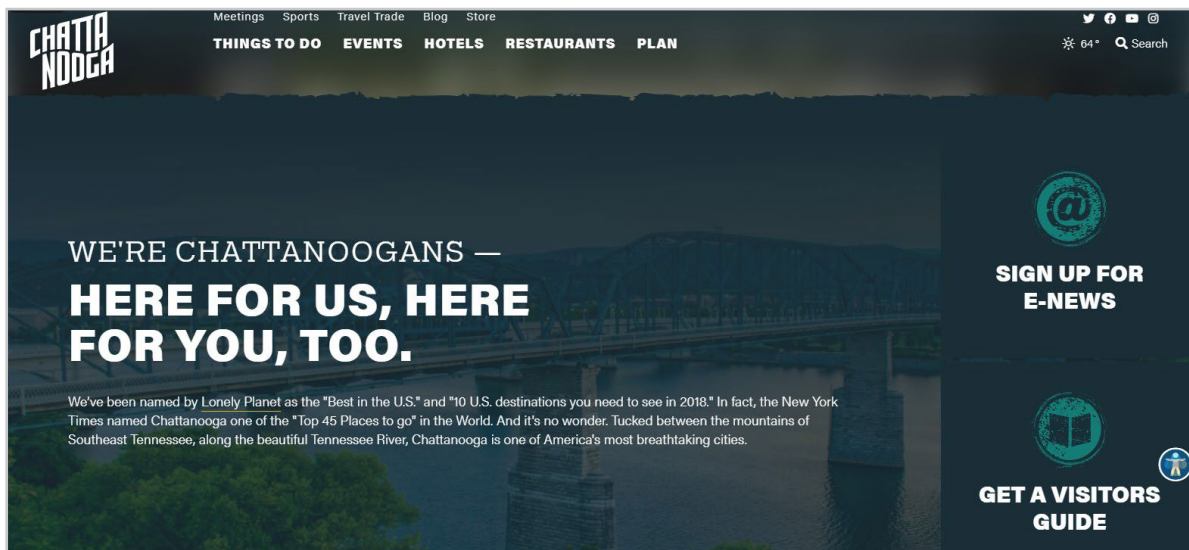 CHATTA
NOOGA
Meetings Sports Travel Trade Blog Store
THINGS TO DO EVENTS HOTELS RESTAURANTS PLAN
64° Search
WE'RE CHATTANOOGANS —
HERE FOR US, HERE
FOR YOU, TOO.
We've been named by Lonely Planet as the "Best in the U.S." and "10 U.S. destinations you need to see in 2018." In fact, the New York
Times named Chattanooga one of the "Top 45 Places to go" in the World. And it's no wonder. Tucked between the mountains of
Southeast Tennessee, along the beautiful Tennessee River, Chattanooga is one of America's most breathtaking cities.
@
SIGN UP FOR
E-NEWS
GET A VISITORS
GUIDE